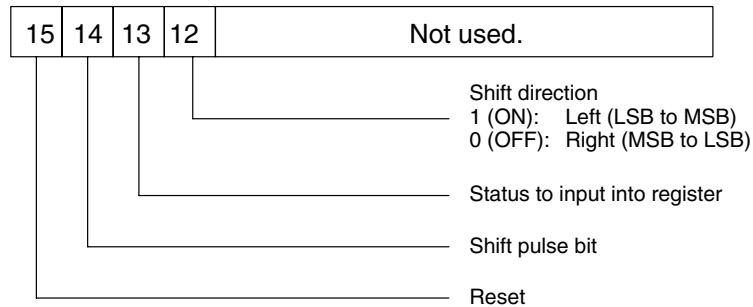 15 14 13 12 Not used.
Shift direction
1 (ON): Left (LSB to MSB)
0 (OFF): Right (MSB to LSB)
Status to input into register
Shift pulse bit
Reset